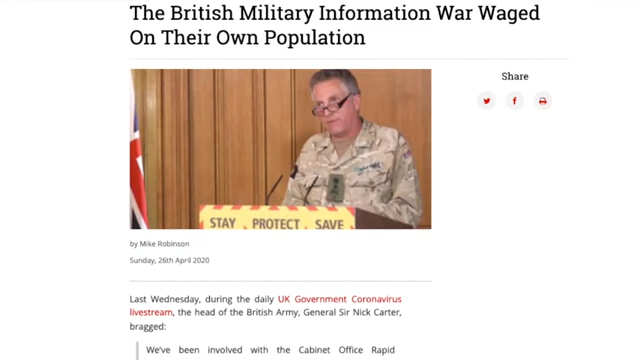 The British Military Information War Waged
On Their Own Population
Share
STAY PROTECT SAVE
by Mike Robinson
Sunday, 26th April 2020
Last Wednesday, during the daily UK Government Coronavirus
livestream, the head of the British Army, General Sir Nick Carter,
bragged:
We've been involved with the Cabinet Office Rapid